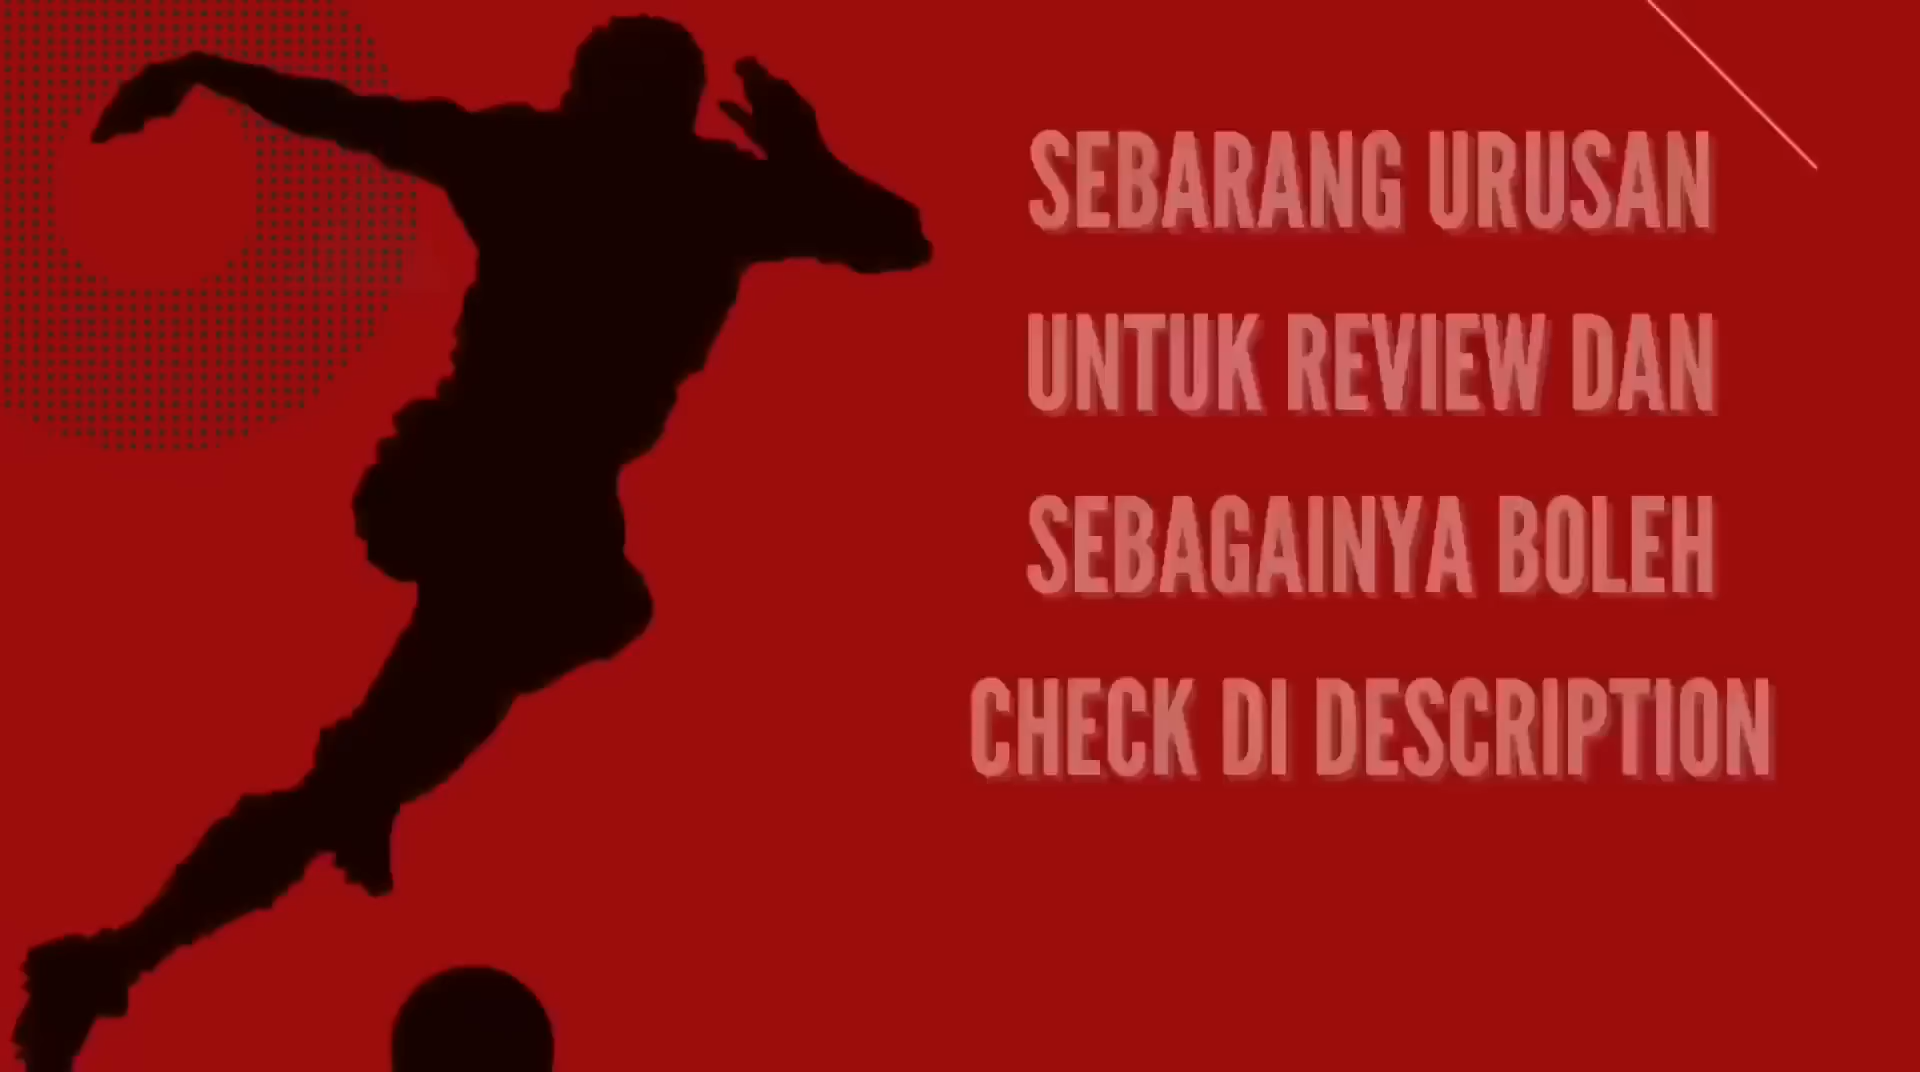 SEBARANG URUSAN
UNTUK REVIEW DAN
SEBAGAINYA BOLEH
CHECK DI DESCRIPTION